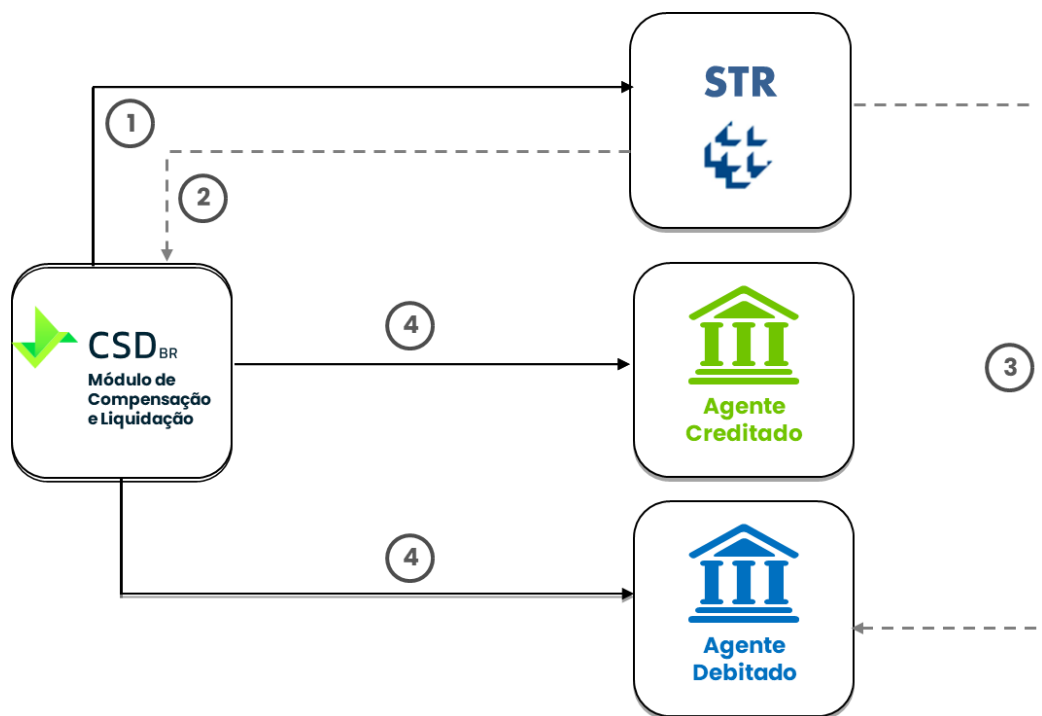 STR
1
2
CSD BR
Módulo de
Compensação
e Liquidação
4
Agente
Creditado
3
4
Agente
Debitado